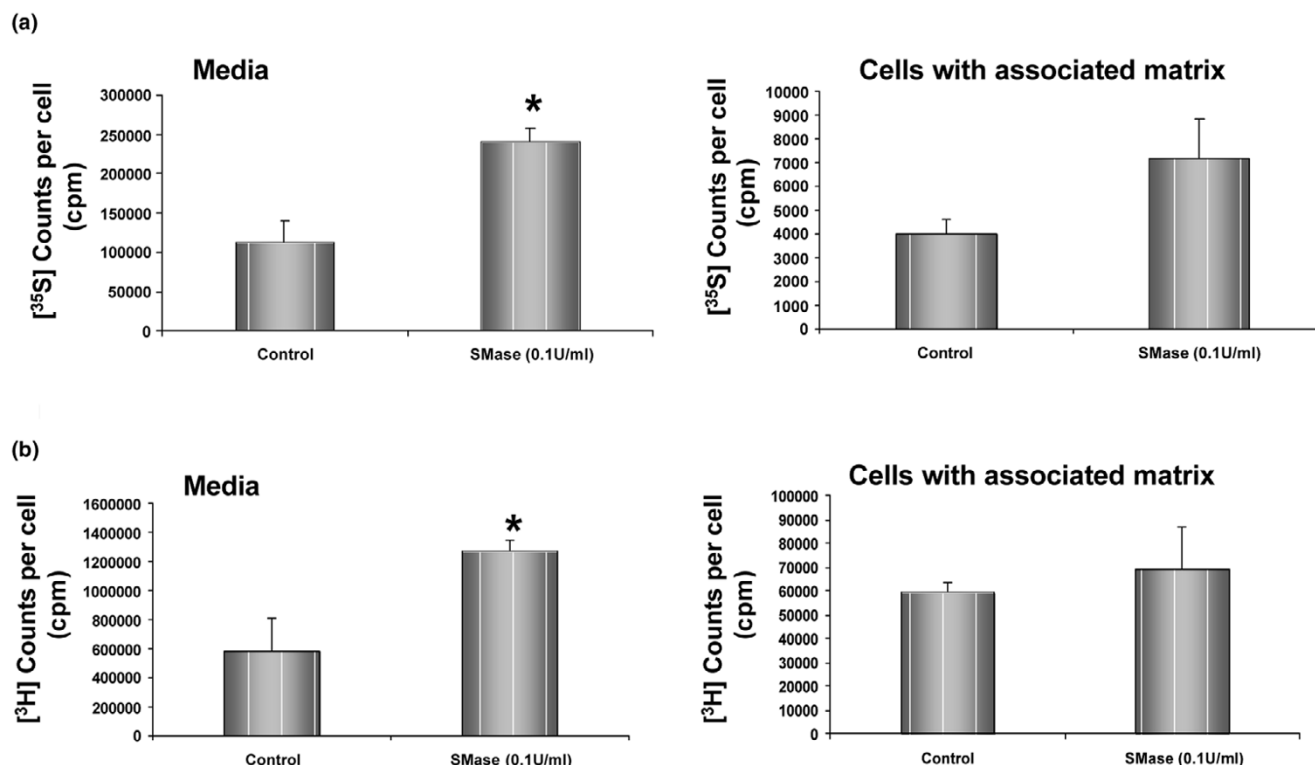 (a)
Media
[35S] Counts per cell
(cpm)
300000
250000
200000
150000
100000
50000
0
*
Control
SMase (0.1U/ml)
Cells with associated matrix
[35S] Counts per cell
(cpm)
10000
9000
8000
7000
6000
5000
4000
3000
2000
1000
0
Control
SMase (0.1U/ml)
(b)
Media
[3H] Counts per cell
(cpm)
1600000
1400000
1200000
1000000
800000
600000
400000
200000
0
*
Control
SMase (0.1U/ml)
Cells with associated matrix
[3H] Counts per cell
(cpm)
100000
90000
80000
70000
60000
50000
40000
30000
20000
10000
0
Control
SMase (0.1U/ml)